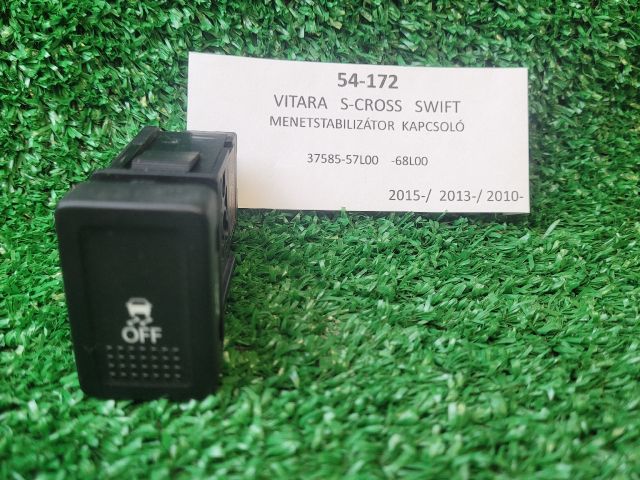 54-172
VITARA S-CROSS SWIFT
MENETSTABILIZÁTOR KAPCSOLÓ
37585-57L00 -68L00
2015-/ 2013-/ 2010-
OFF